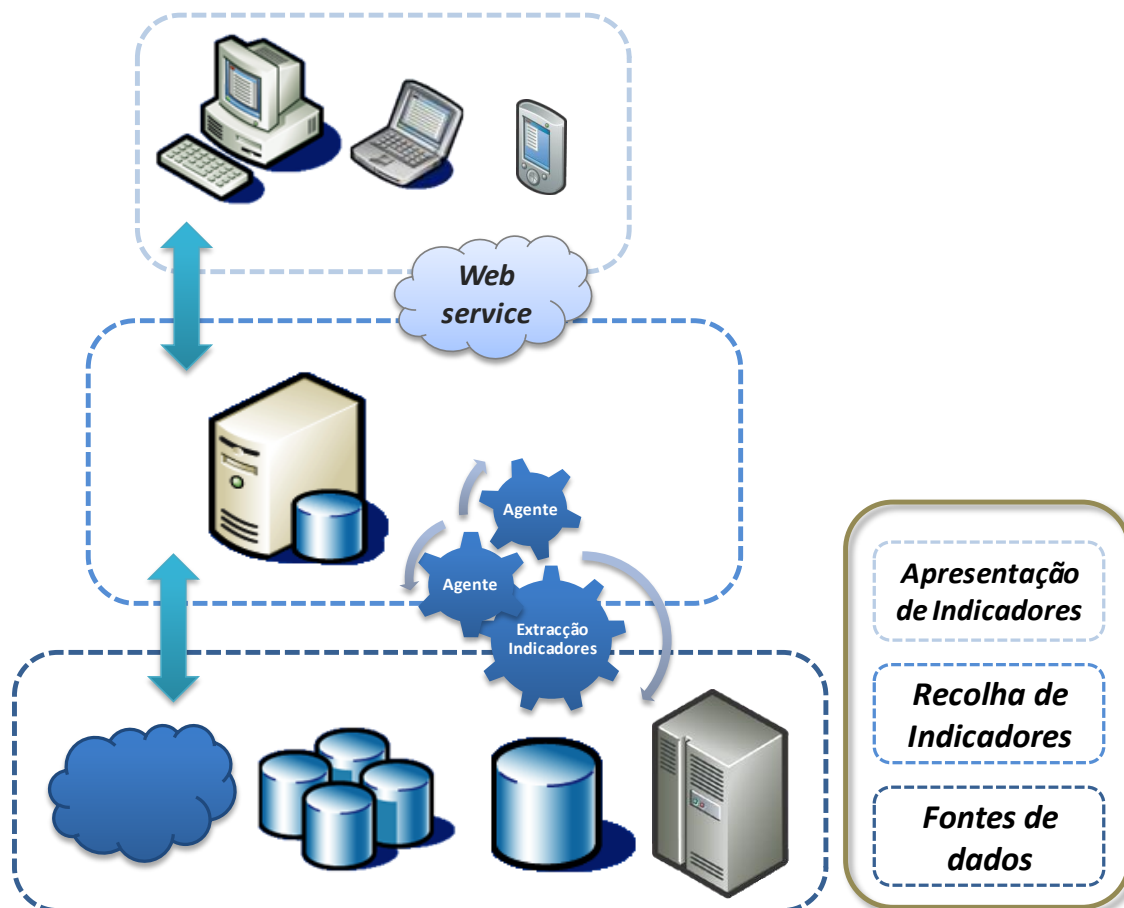 Web
service
Agente
Agente
Extracção
Indicadores
Apresentação
de Indicadores
Recolha de
Indicadores
Fontes de
dados